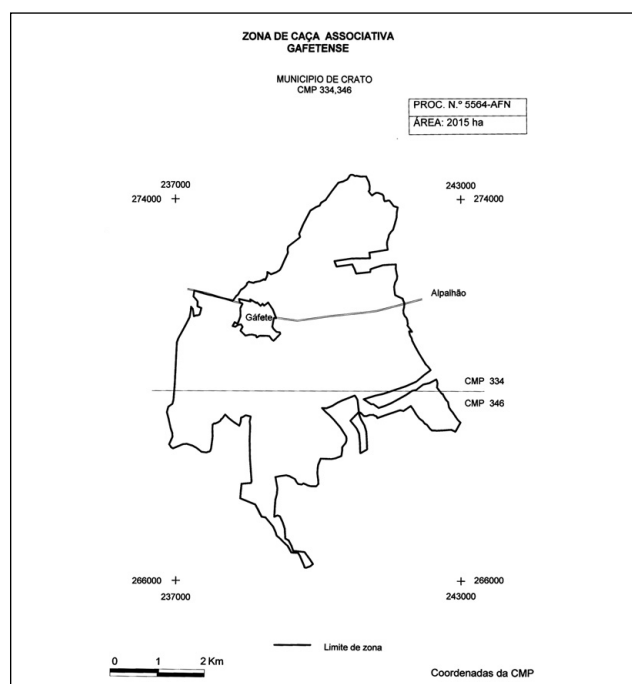 ZONA DE CAÇA ASSOCIATIVA
GAFETENSE
MUNICIPIO DE CRATO
CMP 334,346
PROC. N.º 5564-AFN
ÁREA: 2015 ha
237000
274000
243000
274000
Alpalhão
Gáfete
CMP 334
CMP 346
266000
237000
266000
243000
Limite de zona
0 1 2 Km
Coordenadas da CMP